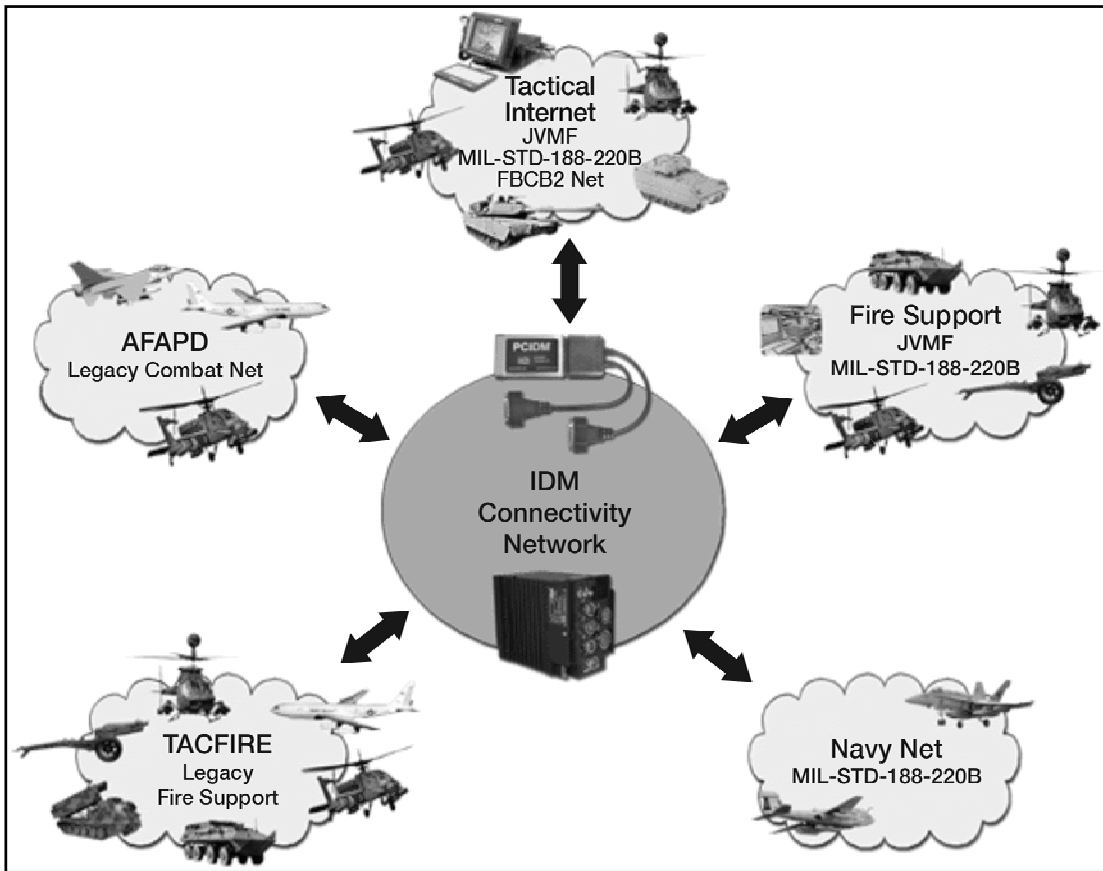 Tactical
Internet
JVMF
MIL-STD-188-220B
FBCB2 Net
AFAPD
Legacy Combat Net
Fire Support
JVMF
MIL-STD-188-220B
PCIDM
IDM
Connectivity
Network
TACFIRE
Legacy
Fire Support
Navy Net
MIL-STD-188-220B